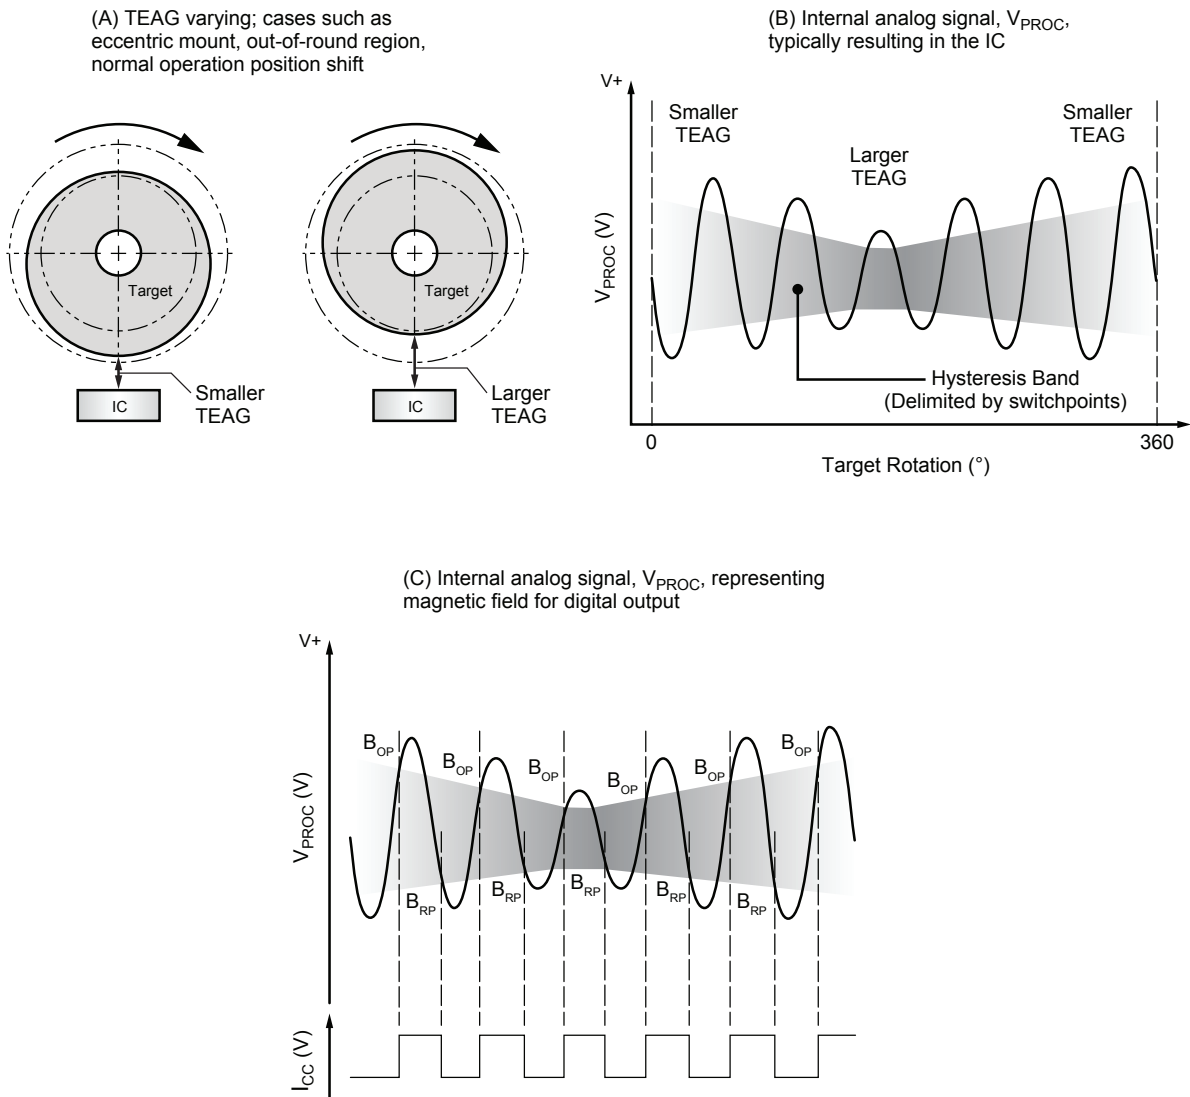 (A) TEAG varying; cases such as
eccentric mount, out-of-round region,
normal operation position shift
Target
Target
Smaller
TEAG
Larger
TEAG
IC
IC
(B) Internal analog signal, VPROC,
typically resulting in the IC
V+
Smaller
TEAG
Larger
TEAG
Smaller
TEAG
VPROC (V)
Hysteresis Band
(Delimited by switchpoints)
0
360
Target Rotation (°)
(C) Internal analog signal, VPROC, representing
magnetic field for digital output
V+
BOP
BOP
BOP
BOP
BOP
BOP
VPROC (V)
BRP
BRP
BRP
BRP
BRP
ICC (V)